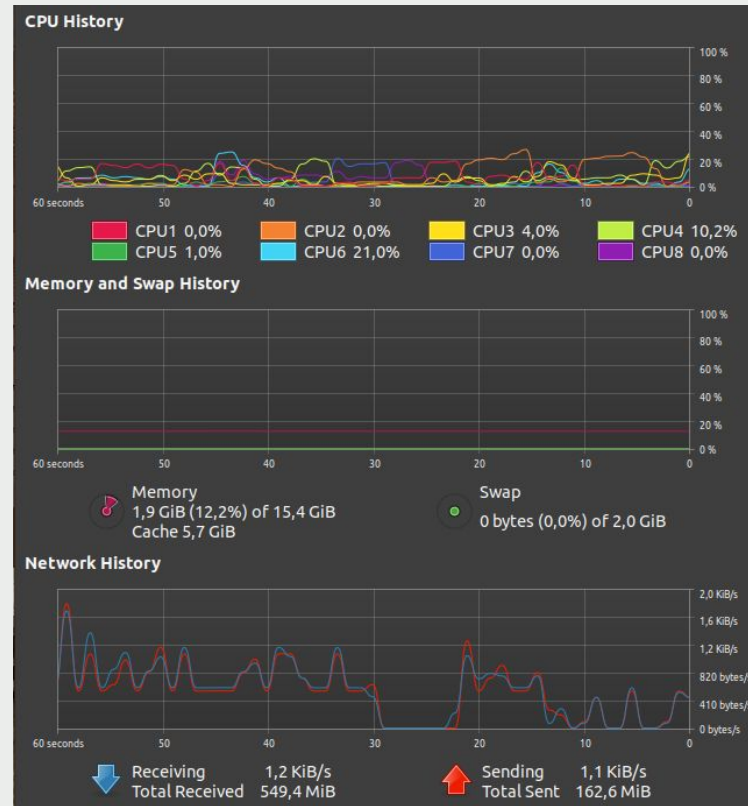 CPU History
100 %
80 %
60 %
40 %
20 %
0 %
60 seconds 50 40 30 20 10 0
CPU1 0,0% CPU2 0,0% CPU3 4,0% CPU4 10,2%
CPU5 1,0% CPU6 21,0% CPU7 0,0% CPU8 0,0%
Memory and Swap History
100 %
80 %
60 %
40 %
20 %
0 %
60 seconds 50 40 30 20 10 0
Memory
1,9 GiB (12,2%) of 15,4 GiB
Cache 5,7 GiB
Swap
0 bytes (0,0%) of 2,0 GiB
Network History
2,0 KiB/s
1,6 KiB/s
1,2 KiB/s
820 bytes/
410 bytes/s
0 bytes/s
60 seconds 50 40 30 20 10 0
Receiving 1,2 KiB/s
Total Received 549,4 MiB
Sending 1,1 KiB/s
Total Sent 162,6 MiB